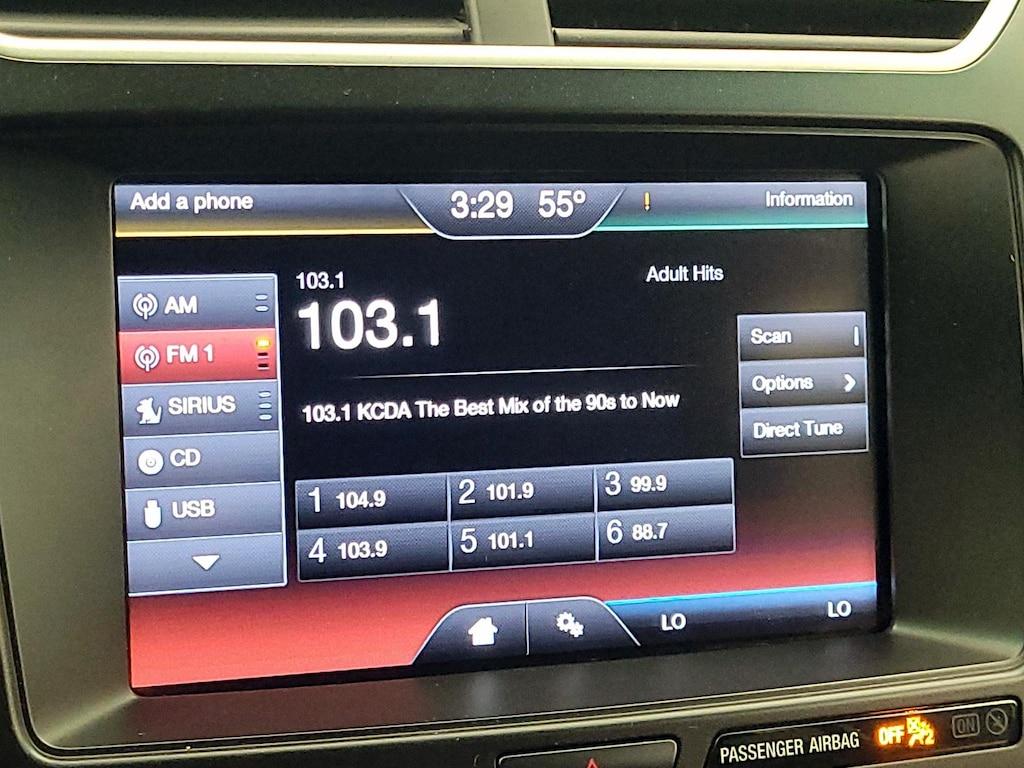 Add a phone
3:29 55°
!
Information
AM
FM 1
SIRIUS
CD
USB
103.1
Adult Hits
103.1
103.1 KCDA The Best Mix of the 90s to Now
Scan
Options
Direct Tune
1 104.9
2 101.9
3 99.9
4 103.9
5 101.1
6 88.7
LO
LO
PASSENGER AIRBAG
OFF 2
ON